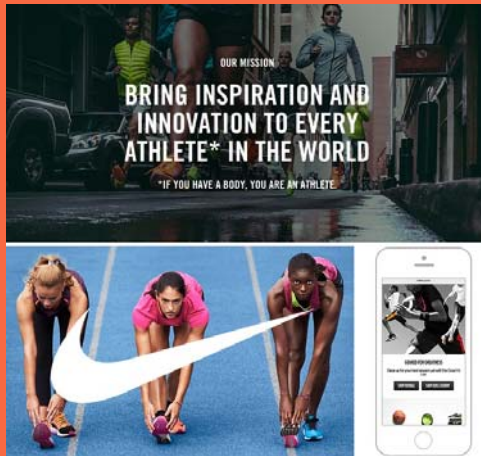 OUR MISSION
BRING INSPIRATION AND
INNOVATION TO EVERY
ATHLETE* IN THE WORLD
*IF YOU HAVE A BODY, YOU ARE AN ATHLETE